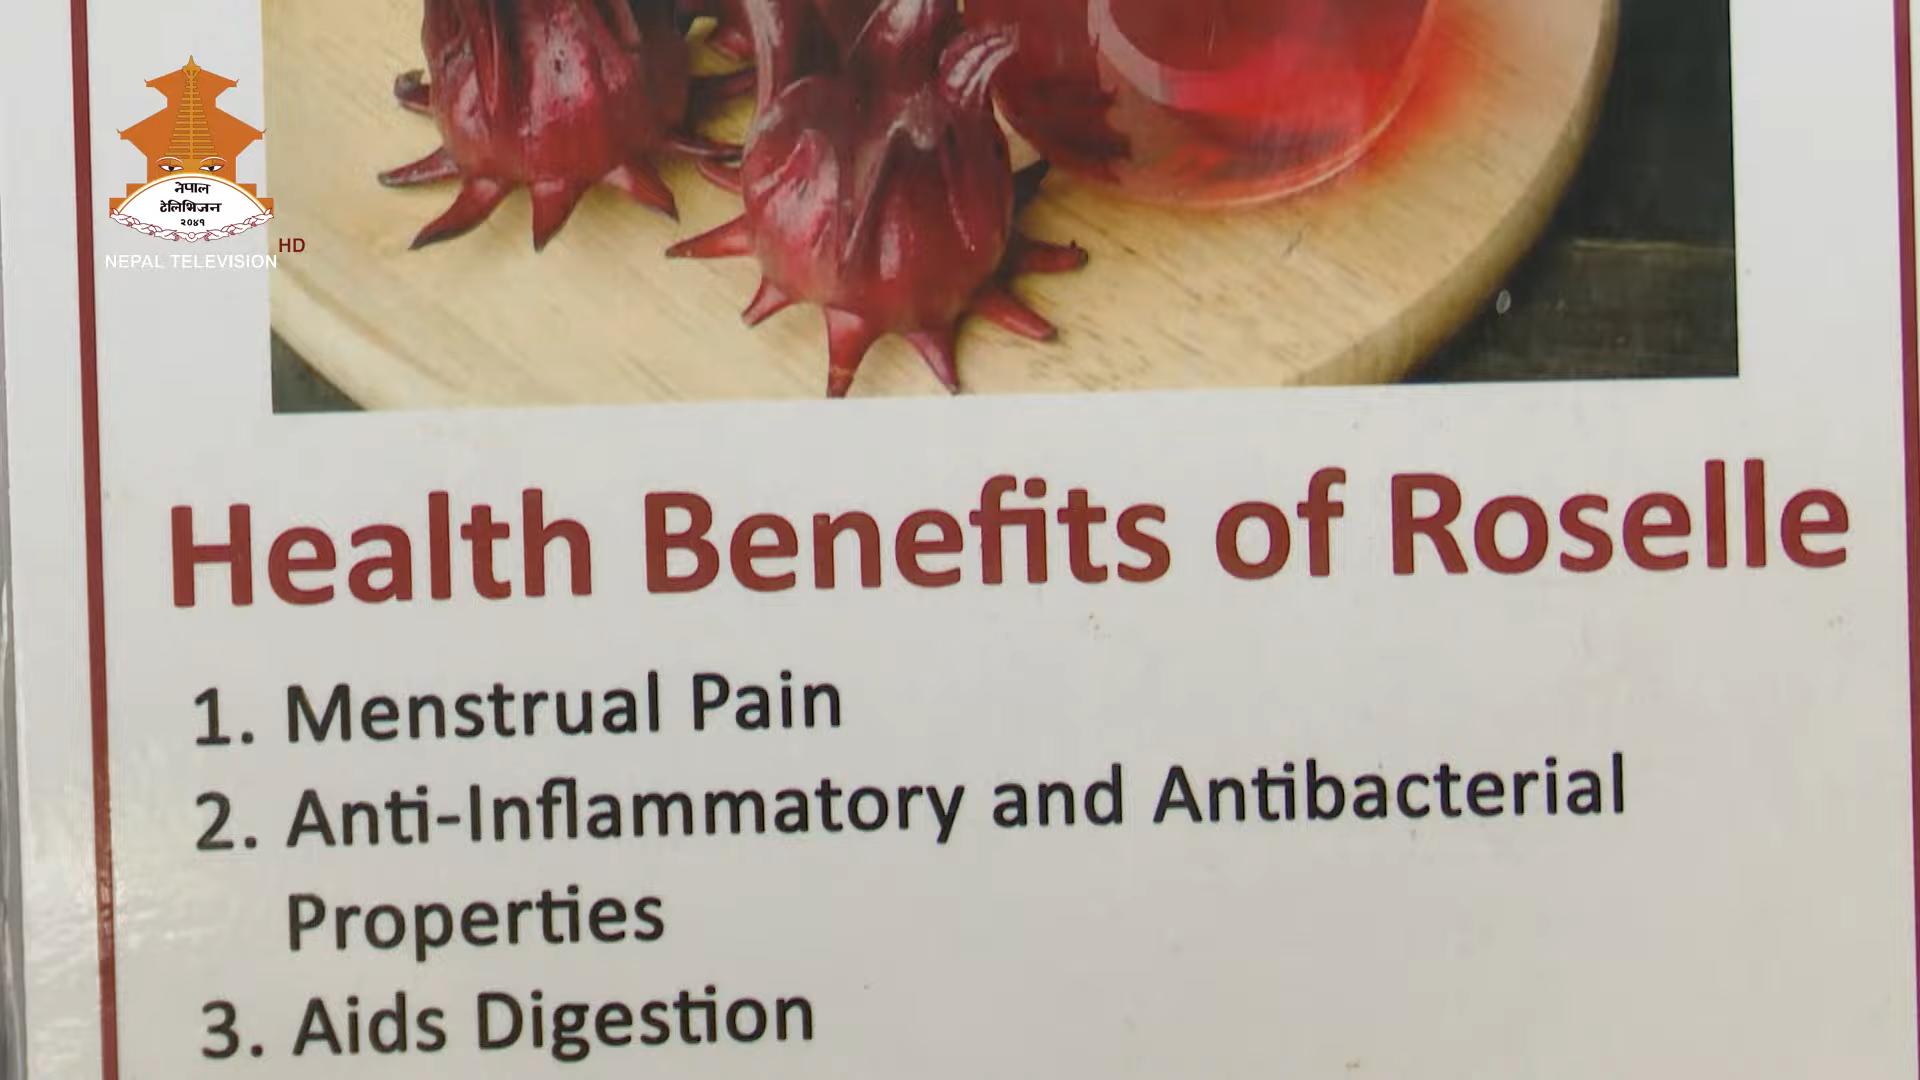 नेपाल
टेलिभिजन
२०४१
HD
NEPAL TELEVISION
Health Benefits of Roselle
1. Menstrual Pain
2. Anti-Inflammatory and Antibacterial
Properties
3. Aids Digestion